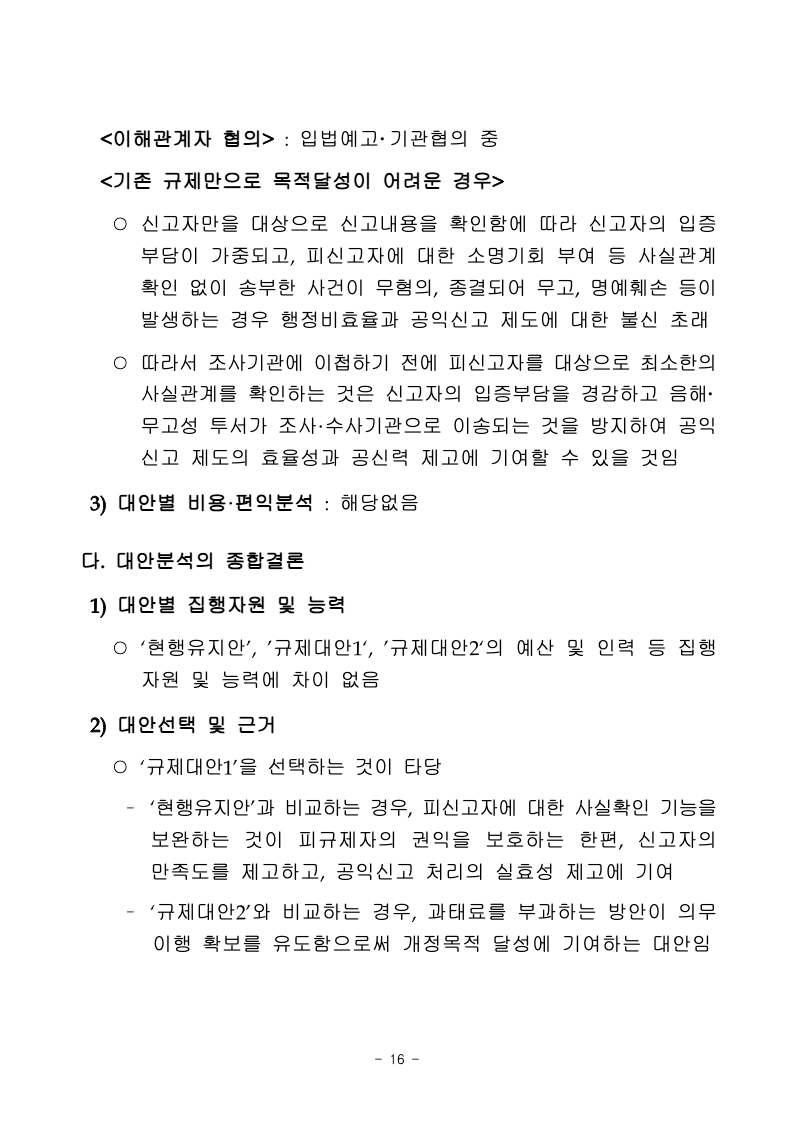 <이해관계자 협의> : 입법예고·기관협의 중
<기존 규제만으로 목적달성이 어려운 경우>
○ 신고자만을 대상으로 신고내용을 확인함에 따라 신고자의 입증
부담이 가중되고, 피신고자에 대한 소명기회 부여 등 사실관계
확인 없이 송부한 사건이 무혐의, 종결되어 무고, 명예훼손 등이
발생하는 경우 행정비효율과 공익신고 제도에 대한 불신 초래
○ 따라서 조사기관에 이첩하기 전에 피신고자를 대상으로 최소한의
사실관계를 확인하는 것은 신고자의 입증부담을 경감하고 음해·
무고성 투서가 조사·수사기관으로 이송되는 것을 방지하여 공익
신고 제도의 효율성과 공신력 제고에 기여할 수 있을 것임
3) 대안별 비용·편익분석 : 해당없음
다. 대안분석의 종합결론
1) 대안별 집행자원 및 능력
○ ‘현행유지안’, ’규제대안1‘, ’규제대안2‘의 예산 및 인력 등 집행
자원 및 능력에 차이 없음
2) 대안선택 및 근거
○ ‘규제대안1’을 선택하는 것이 타당
- ‘현행유지안’과 비교하는 경우, 피신고자에 대한 사실확인 기능을
보완하는 것이 피규제자의 권익을 보호하는 한편, 신고자의
만족도를 제고하고, 공익신고 처리의 실효성 제고에 기여
- ‘규제대안2’와 비교하는 경우, 과태료를 부과하는 방안이 의무
이행 확보를 유도함으로써 개정목적 달성에 기여하는 대안임
- 16 -